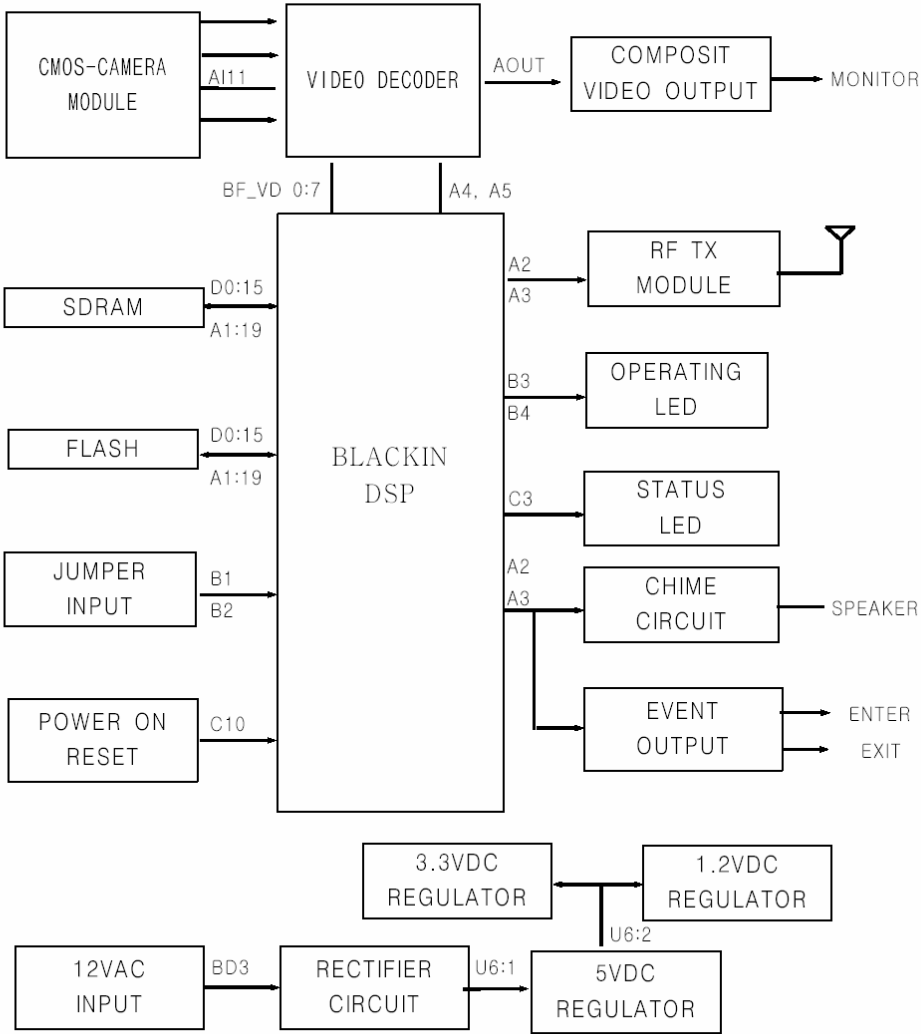 CMOS-CAMERA
MODULE
AI11
VIDEO DECODER
AOUT
COMPOSIT
VIDEO OUTPUT
MONITOR
BF_VD 0:7
A4, A5
SDRAM
D0:15
A1:19
FLASH
D0:15
A1:19
JUMPER
INPUT
B1
B2
POWER ON
RESET
C10
BLACKIN
DSP
A2
A3
RF TX
MODULE
B3
B4
OPERATING
LED
C3
STATUS
LED
A2
A3
CHIME
CIRCUIT
SPEAKER
EVENT
OUTPUT
ENTER
EXIT
3.3VDC
REGULATOR
1.2VDC
REGULATOR
U6:2
12VAC
INPUT
BD3
RECTIFIER
CIRCUIT
U6:1
5VDC
REGULATOR